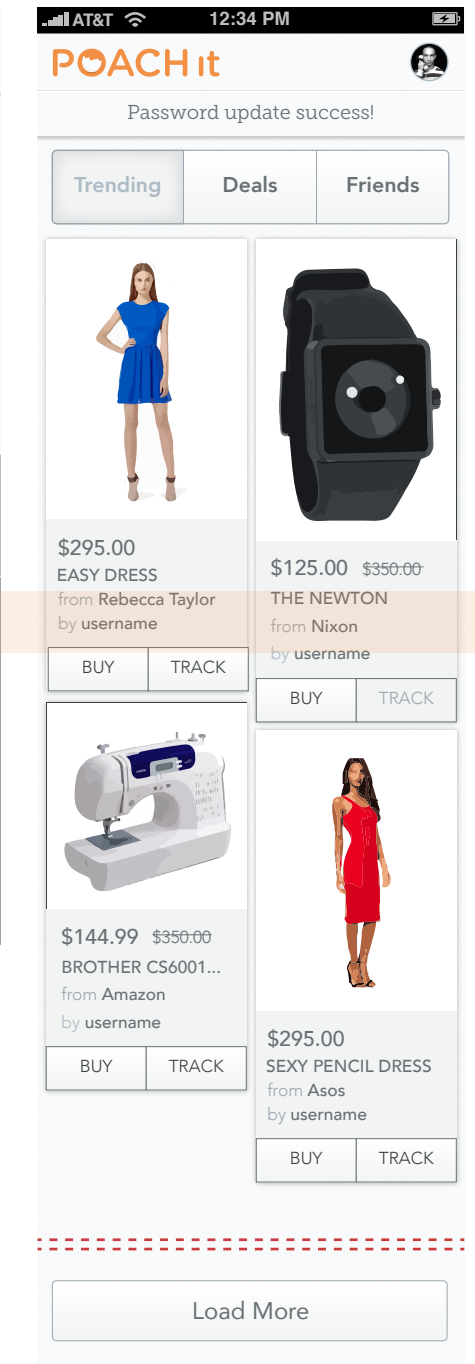 AT&T 12:34 PM
POACH it
Password update success!
Trending Deals Friends
$295.00
EASY DRESS
from Rebecca Taylor
by username
BUY TRACK
$125.00 $350.00
THE NEWTON
from Nixon
by username
BUY TRACK
$144.99 $350.00
BROTHER CS6001...
from Amazon
by username
BUY TRACK
$295.00
SEXY PENCIL DRESS
from Asos
by username
BUY TRACK
Load More